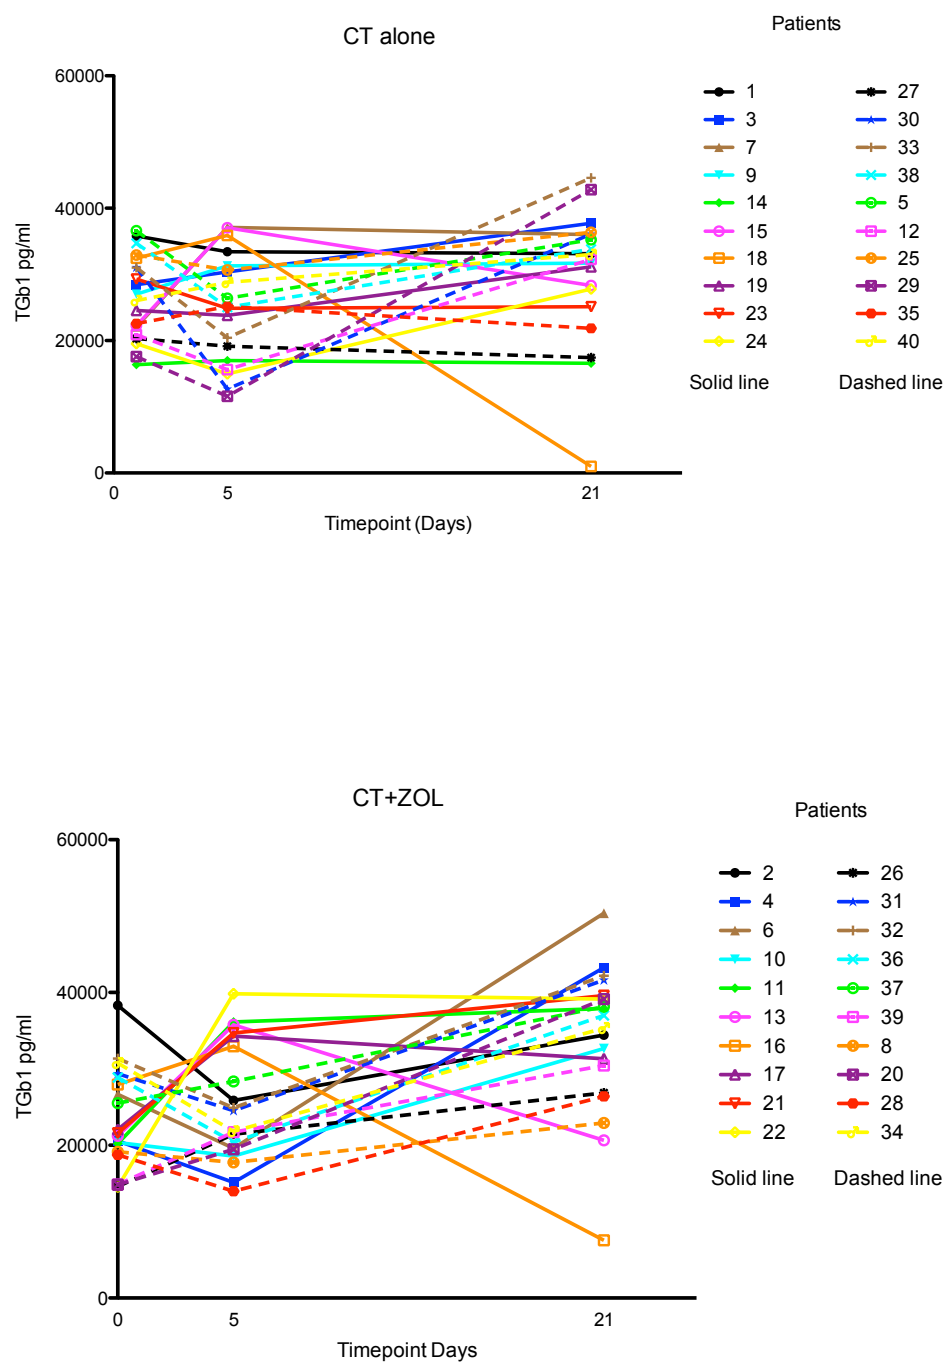 CT alone
Patients
60000
40000
20000
0
TGb1 pg/ml
0 5 21
Timepoint (Days)
1 27
3 30
7 33
9 38
14 5
15 12
18 25
19 29
23 35
24 40
Solid line Dashed line
CT+ZOL
Patients
60000
40000
20000
0
TGb1 pg/ml
0 5 21
Timepoint Days
2 26
4 31
6 32
10 36
11 37
13 39
16 8
17 20
21 28
22 34
Solid line Dashed line